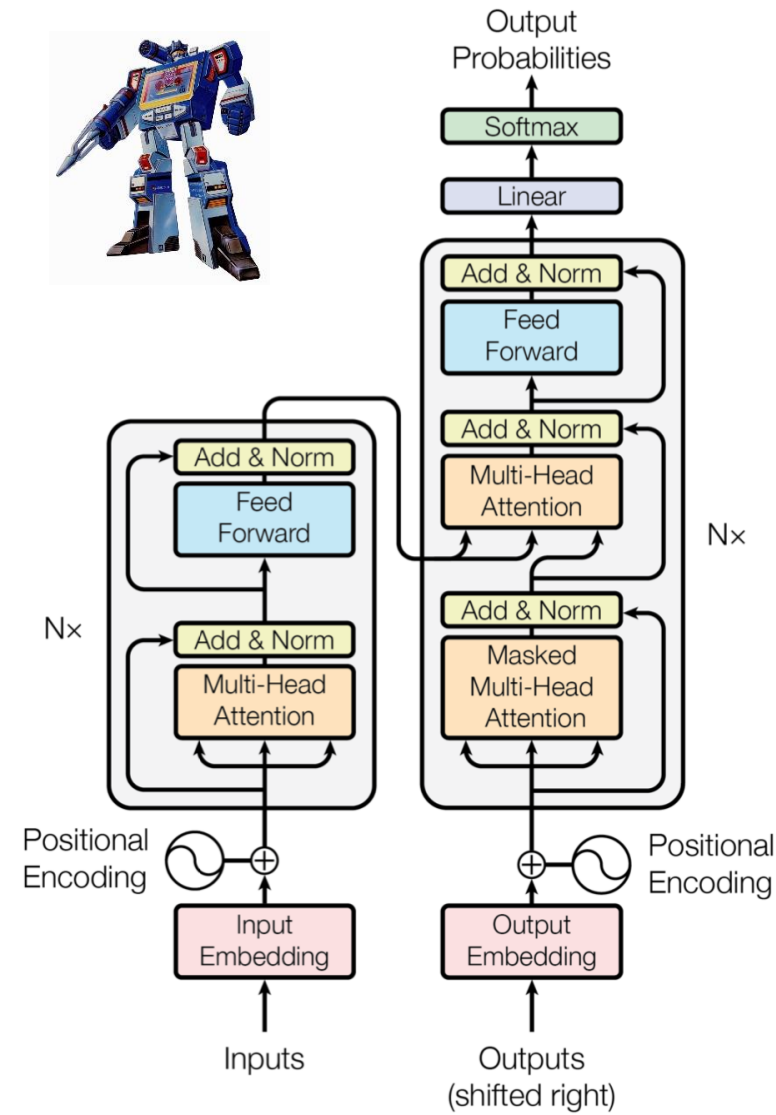 Output
Probabilities
Softmax
Linear
Add & Norm
Feed
Forward
Add & Norm
Multi-Head
Attention
Nx
Add & Norm
Masked
Multi-Head
Attention
Positional
Encoding
Output
Embedding
Outputs
(shifted right)
Add & Norm
Feed
Forward
Nx
Add & Norm
Multi-Head
Attention
Positional
Encoding
Input
Embedding
Inputs